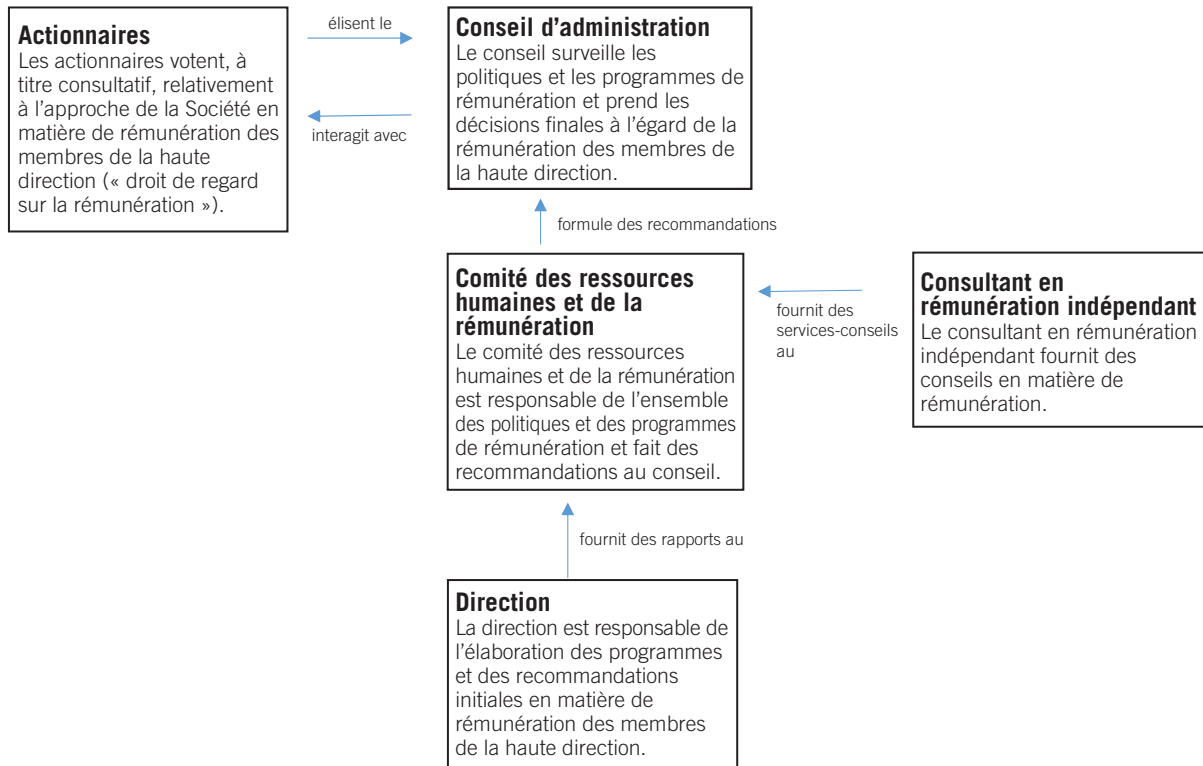 Actionnaires
Les actionnaires votent, à
titre consultatif, relativement
à l'approche de la Société en
matière de rémunération des
membres de la haute
direction (« droit de regard
sur la rémunération »).
élisent le
interagit avec
Conseil d'administration
Le conseil surveille les
politiques et les programmes de
rémunération et prend les
décisions finales à l'égard de la
rémunération des membres de
la haute direction.
formule des recommandations
Comité des ressources
humaines et de la
rémunération
Le comité des ressources
humaines et de la rémunération
est responsable de l'ensemble
des politiques et des programmes
de rémunération et fait des
recommandations au conseil.
fournit des
services-conseils
au
Consultant en
rémunération indépendant
Le consultant en rémunération
indépendant fournit des
conseils en matière de
rémunération.
fournit des rapports au
Direction
La direction est responsable de
l'élaboration des programmes
et des recommandations
initiales en matière de
rémunération des membres
de la haute direction.